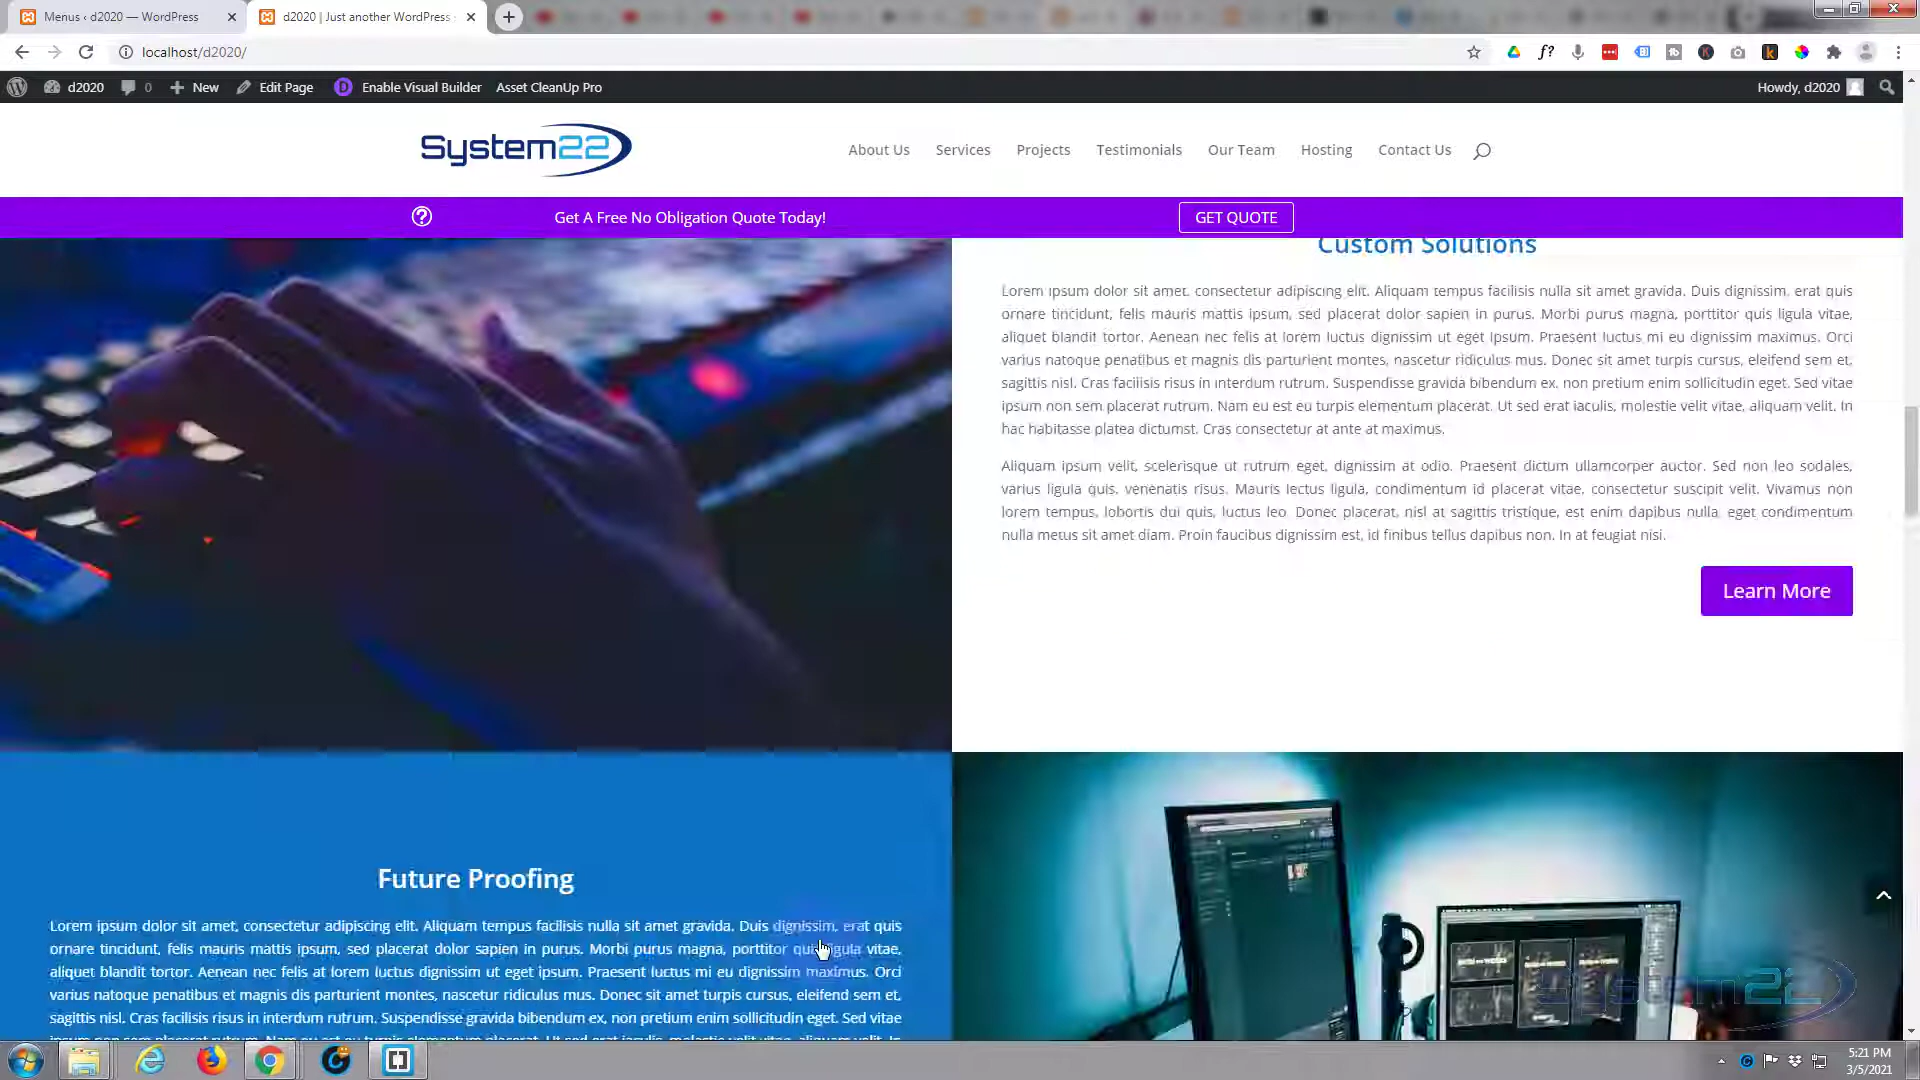 Menus ‹ d2020 — WordPress
d2020 | Just another WordPress
localhost/d2020/
d2020
0
New
Edit Page
Enable Visual Builder
Asset CleanUp Pro
Howdy, d2020
System22
About Us
Services
Projects
Testimonials
Our Team
Hosting
Contact Us
Get A Free No Obligation Quote Today!
GET QUOTE
Custom Solutions
Lorem ipsum dolor sit amet, consectetur adipiscing elit. Aliquam tempus facilisis nulla sit amet gravida. Duis dignissim, erat quis
ornare tincidunt, felis mauris mattis ipsum, sed placerat dolor sapien in purus. Morbi purus magna, porttitor quis ligula vitae,
aliquet blandit tortor. Aenean nec felis at lorem luctus dignissim ut eget ipsum. Praesent luctus mi eu dignissim maximus. Orci
varius natoque penatibus et magnis dis parturient montes, nascetur ridiculus mus. Donec sit amet turpis cursus, eleifend sem et,
sagittis nisl. Cras facilisis risus in interdum rutrum. Suspendisse gravida bibendum ex, non pretium enim sollicitudin eget. Sed vitae
ipsum non sem placerat rutrum. Nam eu est eu turpis elementum placerat. Ut sed erat iaculis, molestie velit vitae, aliquam velit. In
hac habitasse platea dictumst. Cras consectetur at ante at maximus.
Aliquam ipsum velit, scelerisque ut rutrum eget, dignissim at odio. Praesent dictum ullamcorper auctor. Sed non leo sodales,
varius ligula quis, venenatis risus. Mauris lectus ligula, condimentum id placerat vitae, consectetur suscipit velit. Vivamus non
lorem tempus, lobortis dui quis, luctus leo. Donec placerat, nisl at sagittis tristique, est enim dapibus nulla, eget condimentum
nulla metus sit amet diam. Proin faucibus dignissim est, id finibus tellus dapibus non. In at feugiat nisi.
Learn More
Future Proofing
Lorem ipsum dolor sit amet, consectetur adipiscing elit. Aliquam tempus facilisis nulla sit amet gravida. Duis dignissim, erat quis
ornare tincidunt, felis mauris mattis ipsum, sed placerat dolor sapien in purus. Morbi purus magna, porttitor quis ligula vitae,
aliquet blandit tortor. Aenean nec felis at lorem luctus dignissim ut eget ipsum. Praesent luctus mi eu dignissim maximus. Orci
varius natoque penatibus et magnis dis parturient montes, nascetur ridiculus mus. Donec sit amet turpis cursus, eleifend sem et,
sagittis nisl. Cras facilisis risus in interdum rutrum. Suspendisse gravida bibendum ex, non pretium enim sollicitudin eget. Sed vitae
System22
5:21 PM
3/5/2021